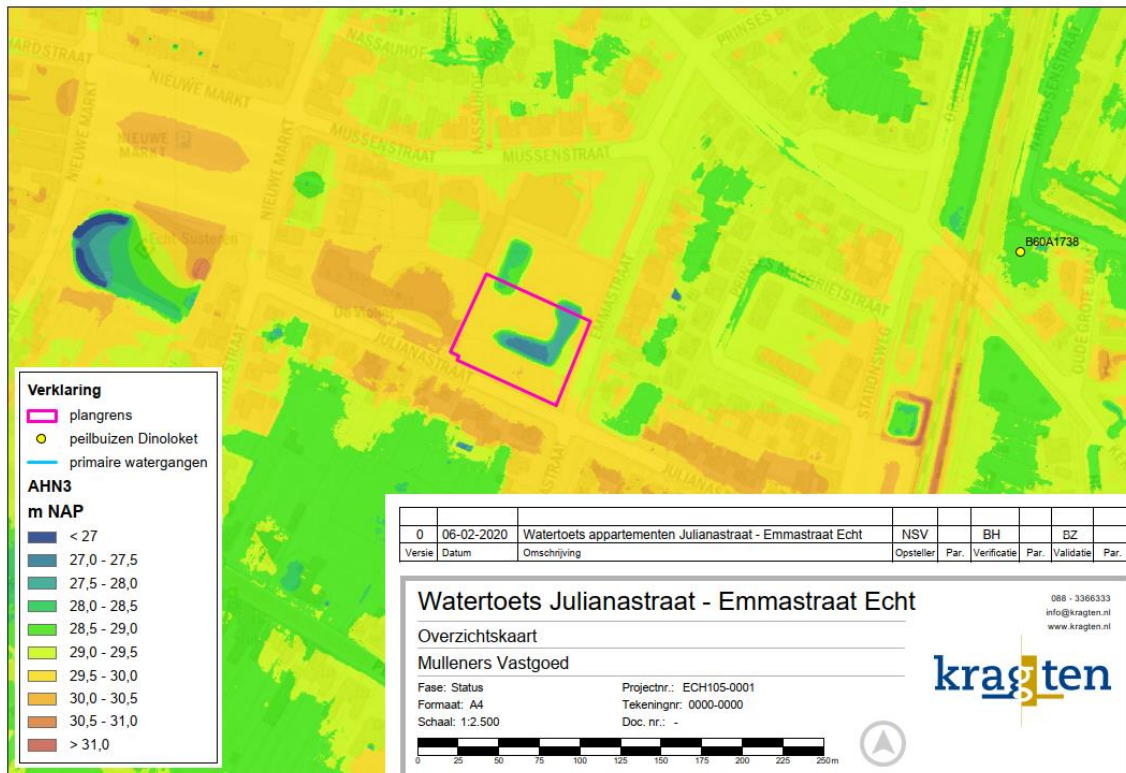 NASSAUHOF
PRINSES
NIEUWE MARKT
NIEUWE MARKT
NASSAUHOF
NARCISSENSTRAAT
NIEUWE
MARKT
NIEUWE MARKT
MUSSENSTRAAT
MUSSENSTRAAT
Echt-Susteren
B60A1738
EMMASTRAAT
STATIONSWEG
JULIANASTRAAT
JULIANASTRAAT
Verklaring
plangrens
peilbuizen Dinoloket
primaire watergangen
AHN3
m NAP
< 27
27,0 - 27,5
27,5 - 28,0
28,0 - 28,5
28,5 - 29,0
29,0 - 29,5
29,5 - 30,0
30,0 - 30,5
30,5 - 31,0
> 31,0
0 06-02-2020 Watertoets appartementen Julianastraat - Emmastraat Echt NSV BH BZ
Versie Datum Omschrijving Opsteller Par. Verificatie Par. Validatie Par.
Watertoets Julianastraat - Emmastraat Echt
088 - 3366333
info@kragten.nl
www.kragten.nl
Overzichtskaart
Mulleners Vastgoed
kragten
Fase: Status Projectnr.: ECH105-0001
Formaat: A4 Tekeningnr: 0000-0000
Schaal: 1:2.500 Doc. nr.: -
0 25 50 75 100 125 150 175 200 225 250 m